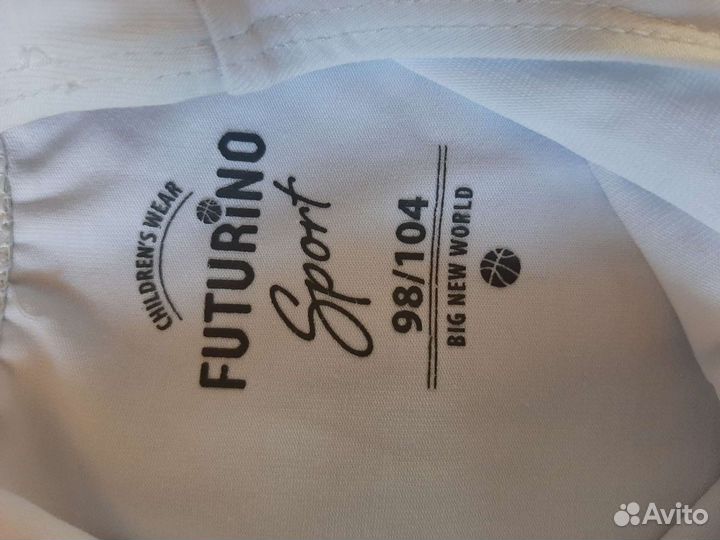 CHILDREN'S WEAR
FUTURINO
Sport
98/104
BIG NEW WORLD
Avito